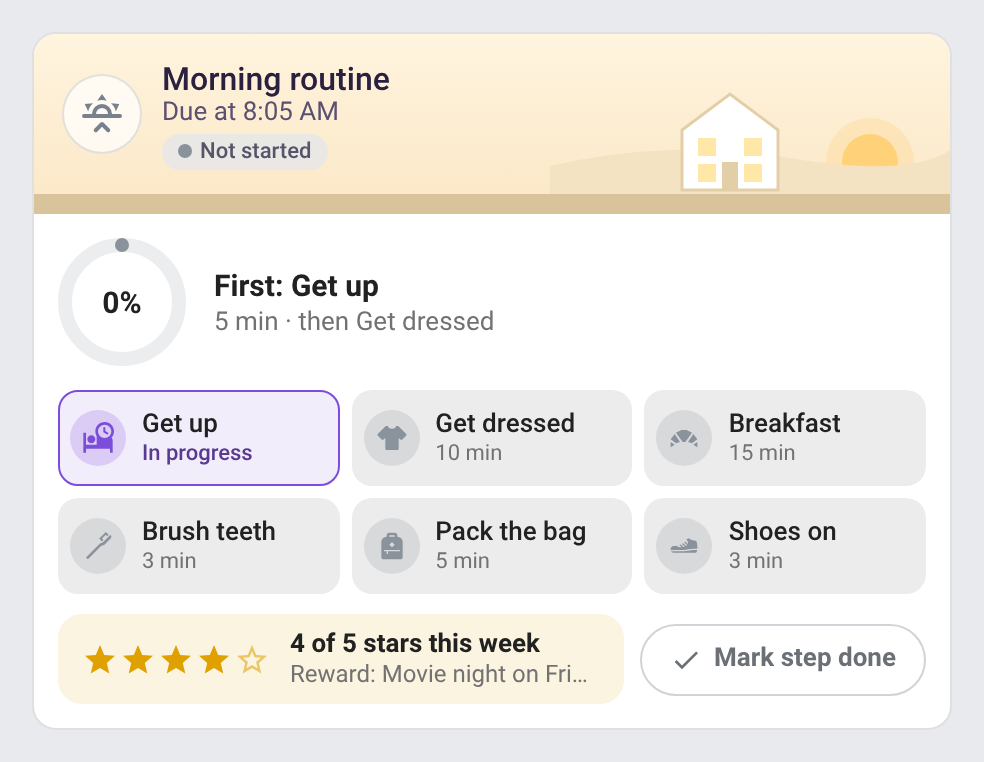 Morning routine
Due at 8:05 AM
Not started
0%
First: Get up
5 min · then Get dressed
Get up
In progress
Get dressed
10 min
Breakfast
15 min
Brush teeth
3 min
Pack the bag
5 min
Shoes on
3 min
4 of 5 stars this week
Reward: Movie night on Fri…
Mark step done